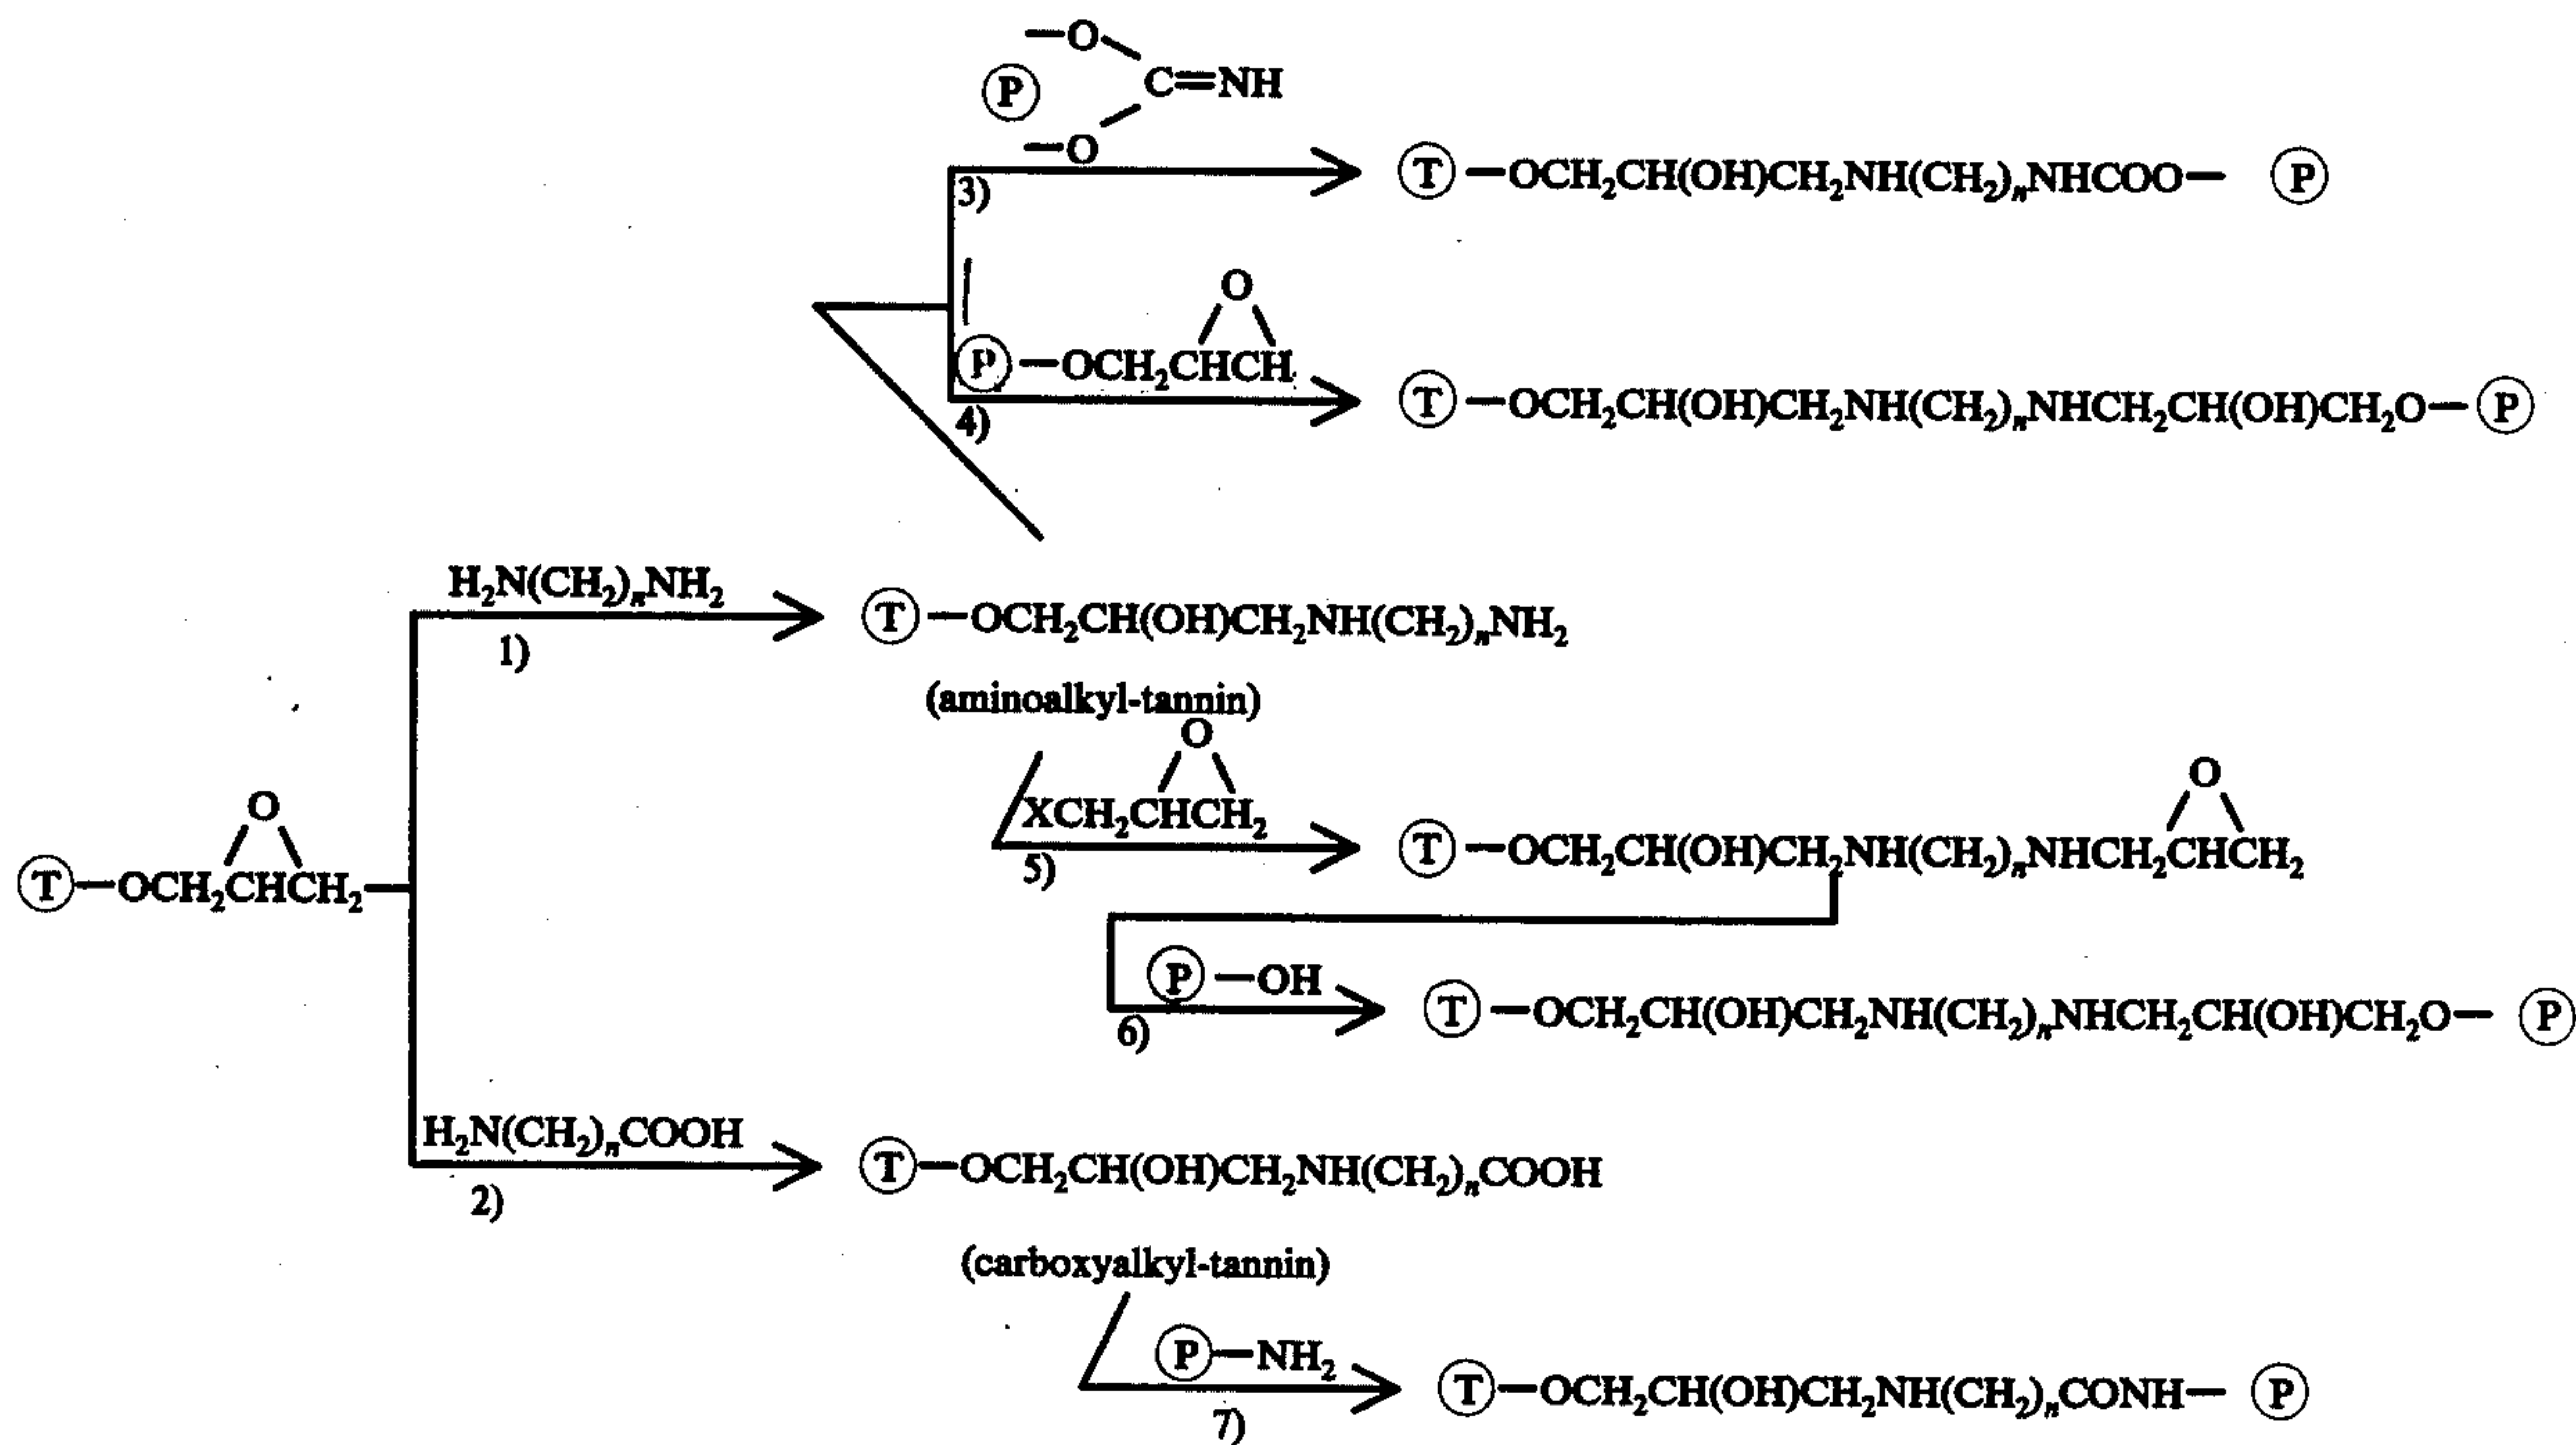 —O
C=NH
P
—O
3)
T —OCH₂CH(OH)CH₂NH(CH₂)ₙNHCOO— P
O
P —OCH₂CHCH
4)
T —OCH₂CH(OH)CH₂NH(CH₂)ₙNHCH₂CH(OH)CH₂O— P
H₂N(CH₂)ₙNH₂
1)
T —OCH₂CH(OH)CH₂NH(CH₂)ₙNH₂
(aminoalkyl-tannin)
O
XCH₂CHCH₂
5)
O
T —OCH₂CH(OH)CH₂NH(CH₂)ₙNHCH₂CHCH₂
O
T —OCH₂CHCH₂—
P —OH
6)
T —OCH₂CH(OH)CH₂NH(CH₂)ₙNHCH₂CH(OH)CH₂O— P
H₂N(CH₂)ₙCOOH
2)
T —OCH₂CH(OH)CH₂NH(CH₂)ₙCOOH
(carboxyalkyl-tannin)
P —NH₂
7)
T —OCH₂CH(OH)CH₂NH(CH₂)ₙCONH— P